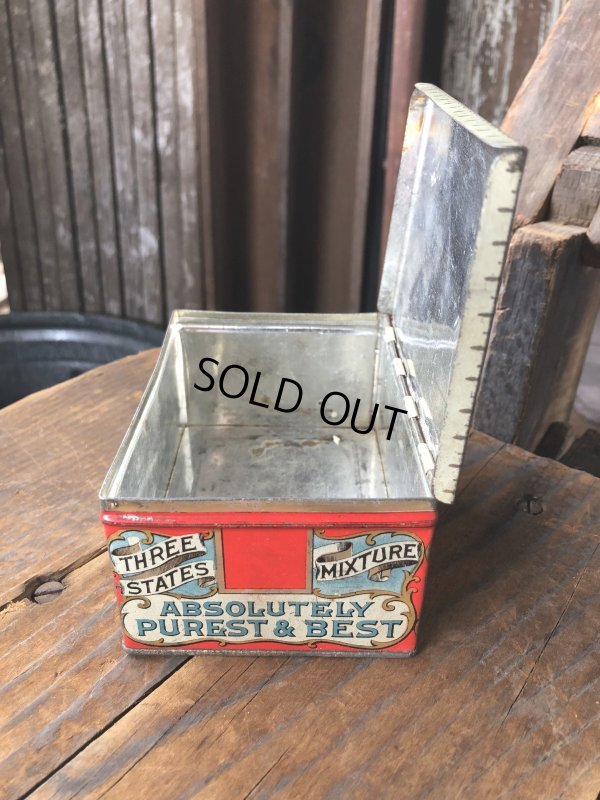 SOLD OUT
THREE STATES
MIXTURE
ABSOLUTELY
PUREST & BEST